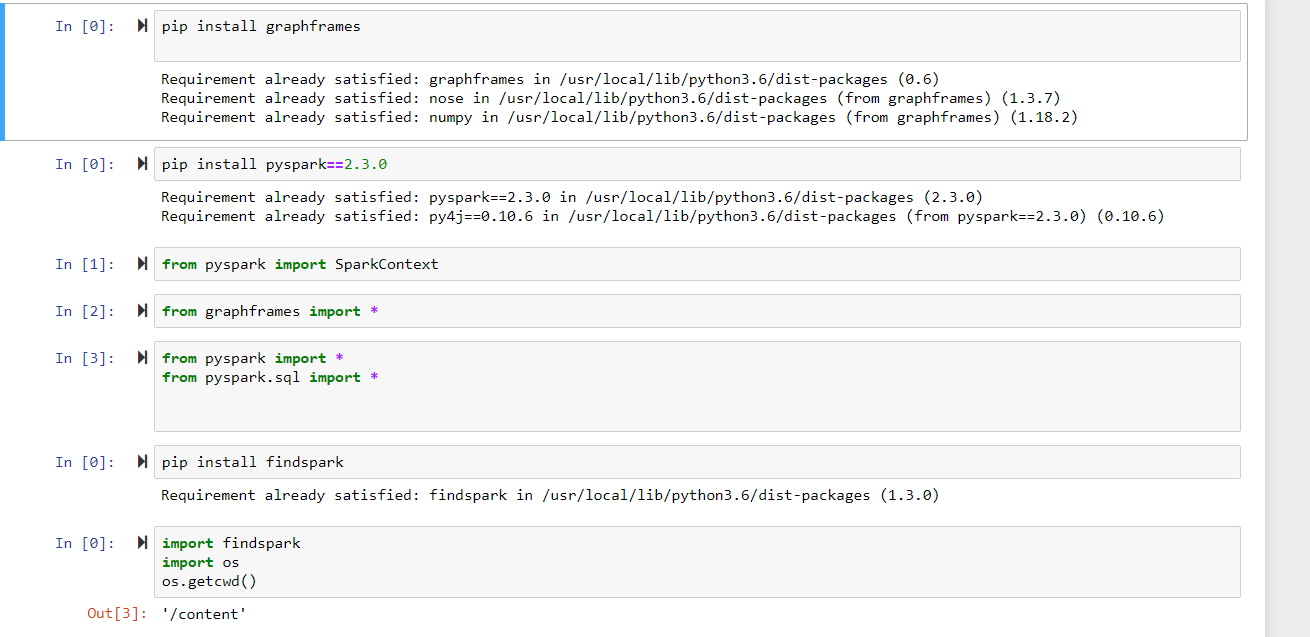 In [0]: pip install graphframes
Requirement already satisfied: graphframes in /usr/local/lib/python3.6/dist-packages (0.6)
Requirement already satisfied: nose in /usr/local/lib/python3.6/dist-packages (from graphframes) (1.3.7)
Requirement already satisfied: numpy in /usr/local/lib/python3.6/dist-packages (from graphframes) (1.18.2)
In [0]: pip install pyspark==2.3.0
Requirement already satisfied: pyspark==2.3.0 in /usr/local/lib/python3.6/dist-packages (2.3.0)
Requirement already satisfied: py4j==0.10.6 in /usr/local/lib/python3.6/dist-packages (from pyspark==2.3.0) (0.10.6)
In [1]: from pyspark import SparkContext
In [2]: from graphframes import *
In [3]: from pyspark import *
from pyspark.sql import *
In [0]: pip install findspark
Requirement already satisfied: findspark in /usr/local/lib/python3.6/dist-packages (1.3.0)
In [0]: import findspark
import os
os.getcwd()
Out[3]: '/content'